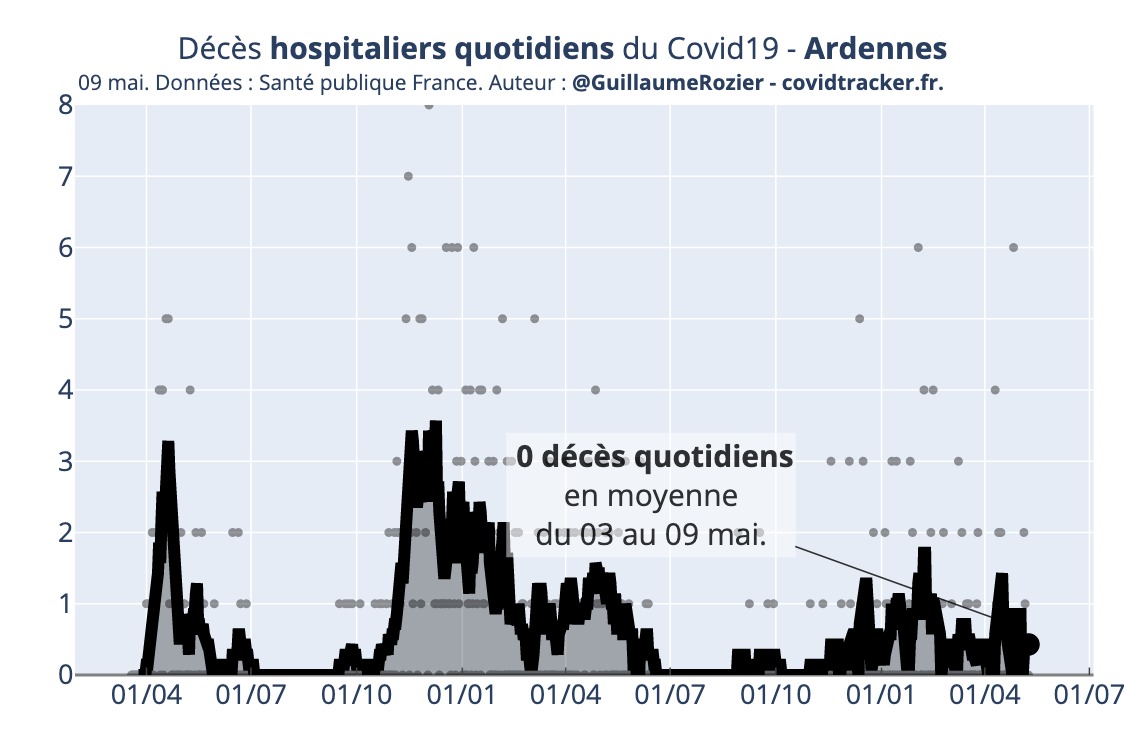 Décès hospitaliers quotidiens du Covid19 - Ardennes
09 mai. Données : Santé publique France. Auteur : @GuillaumeRozier - covidtracker.fr.
8
7
6
5
4
3
2
1
0
0 décès quotidiens
en moyenne
du 03 au 09 mai.
01/04 01/07 01/10 01/01 01/04 01/07 01/10 01/01 01/04 01/07